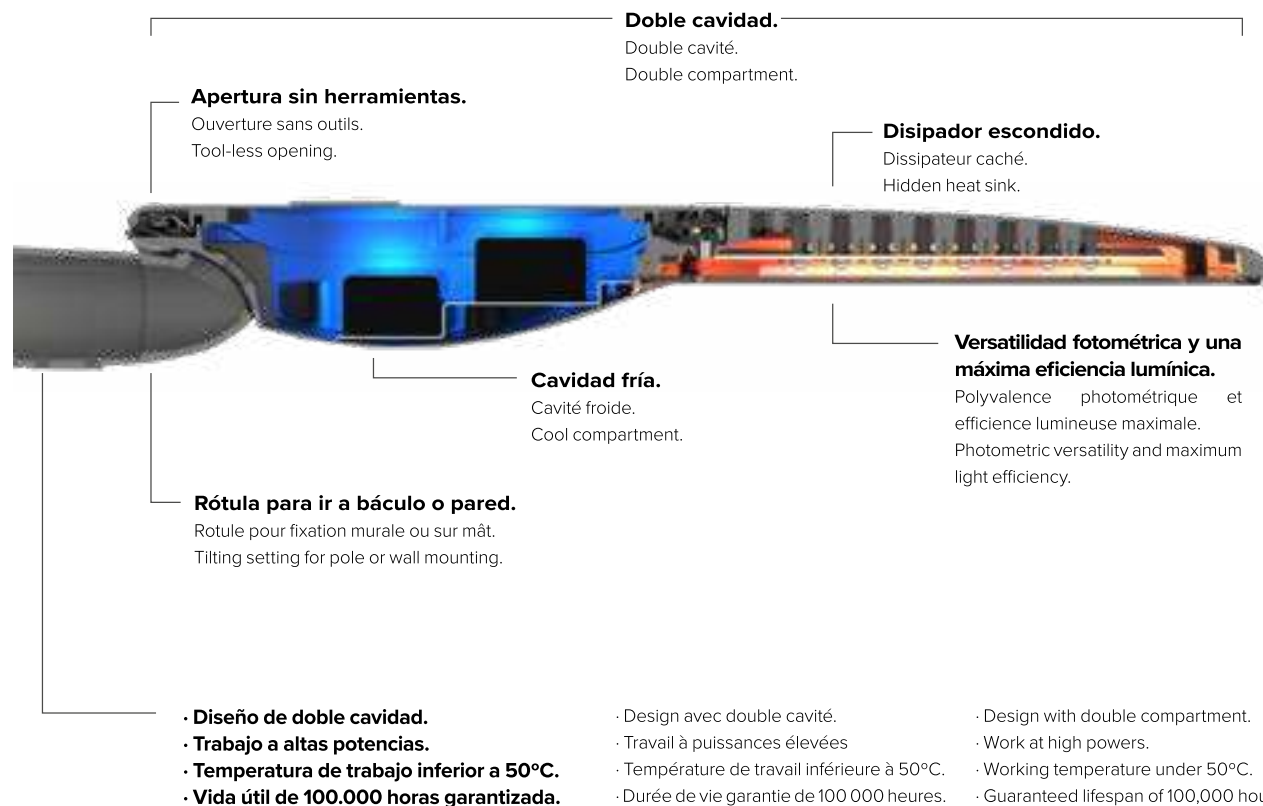 Doble cavidad.
Double cavité.
Double compartment.
Apertura sin herramientas.
Ouverture sans outils.
Tool-less opening.
Disipador escondido.
Dissipateur caché.
Hidden heat sink.
Versatilidad fotométrica y una
máxima eficiencia lumínica.
Polyvalence photométrique et
efficience lumineuse maximale.
Photometric versatility and maximum
light efficiency.
Cavidad fría.
Cavité froide.
Cool compartment.
Rótula para ir a báculo o pared.
Rotule pour fixation murale ou sur mât.
Tilting setting for pole or wall mounting.
· Diseño de doble cavidad.
· Trabajo a altas potencias.
· Temperatura de trabajo inferior a 50ºC.
· Vida útil de 100.000 horas garantizada.
· Design avec double cavité.
· Travail à puissances élevées
· Température de travail inférieure à 50ºC.
· Durée de vie garantie de 100 000 heures.
· Design with double compartment.
· Work at high powers.
· Working temperature under 50ºC.
· Guaranteed lifespan of 100,000